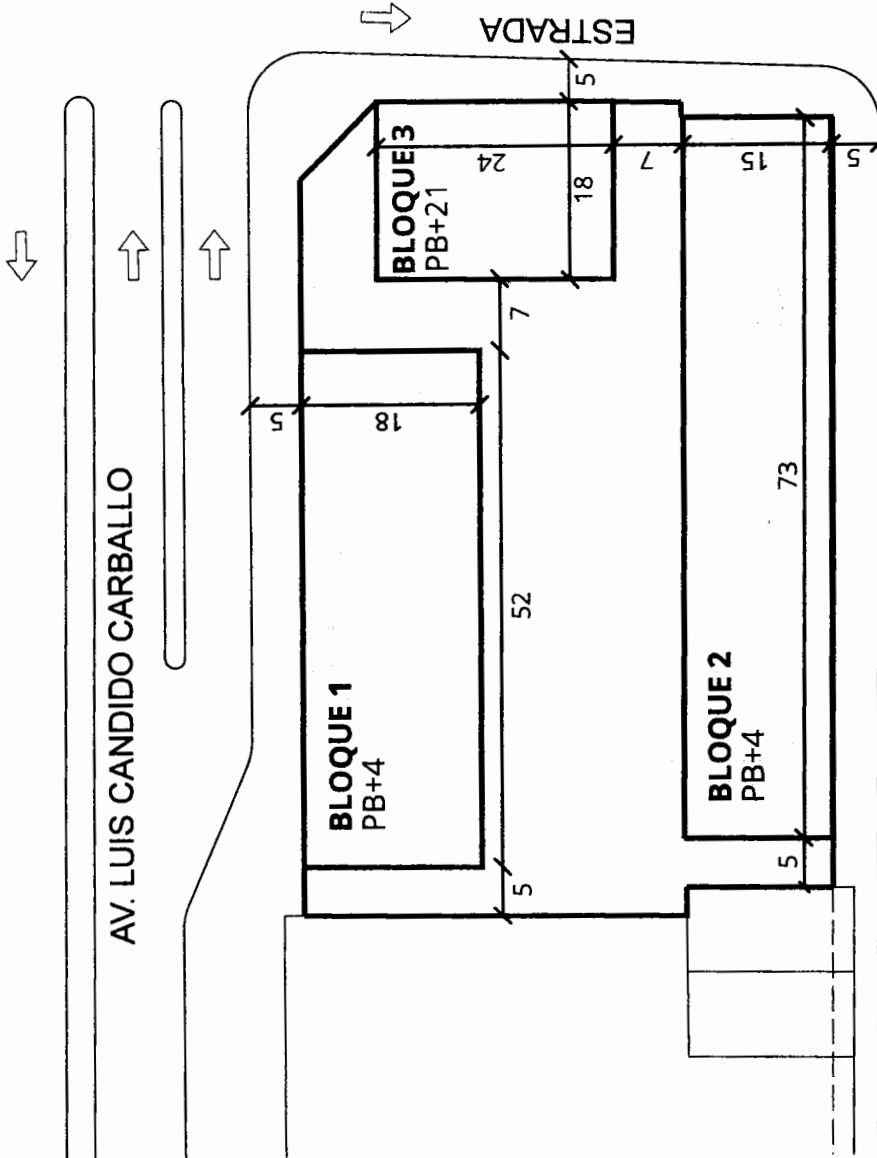 ESTRADA
AV. LUIS CANDIDO CARBALLO
BLOQUE 3
PB+21
5
24
18
7
7
15
5
5
18
BLOQUE 1
PB+4
52
73
BLOQUE 2
PB+4
5
5